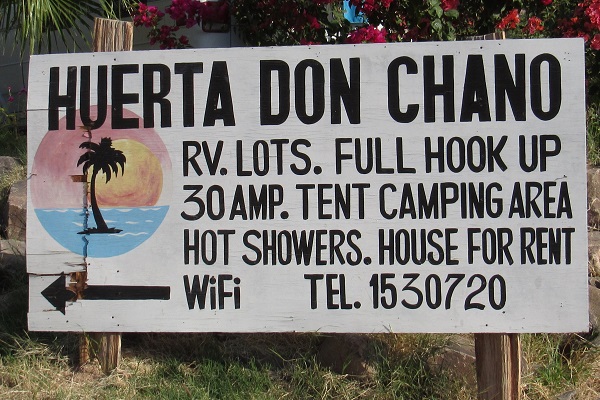 HUERTA DON CHANO
RV. LOTS. FULL HOOK UP
30 AMP. TENT CAMPING AREA
HOT SHOWERS. HOUSE FOR RENT
WiFi TEL. 1530720